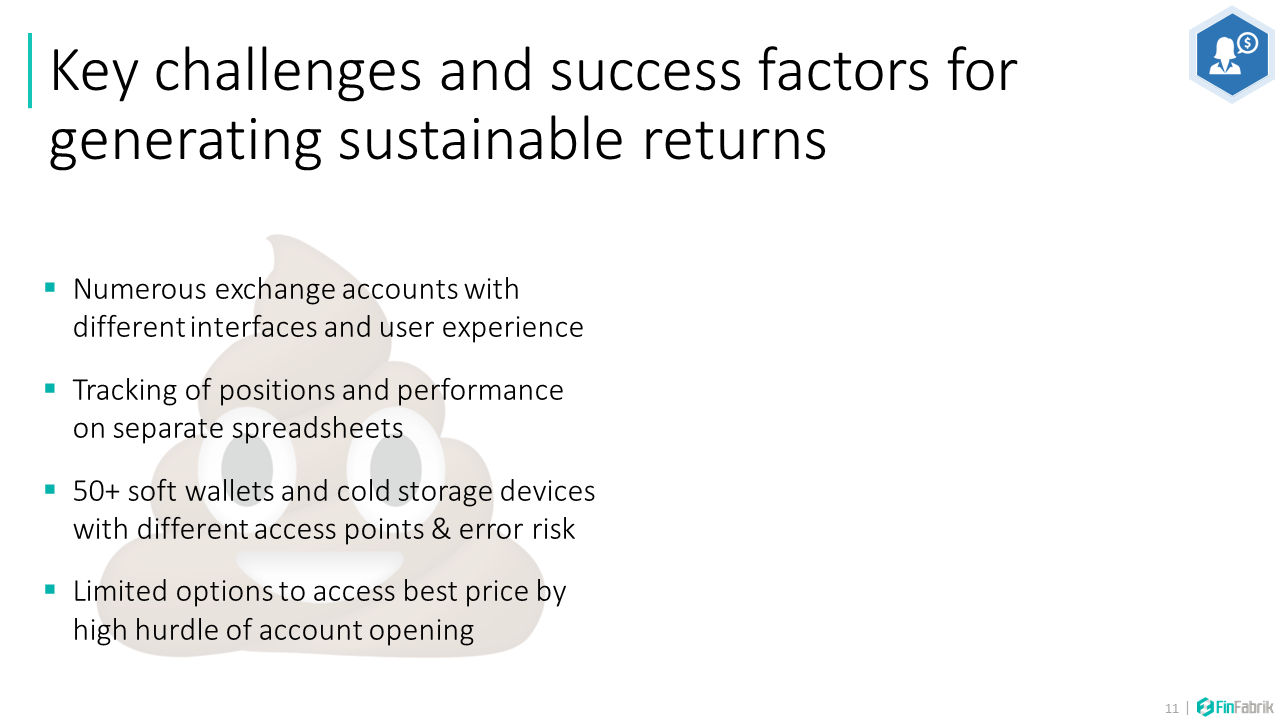 Key challenges and success factors for
generating sustainable returns
$
▪ Numerous exchange accounts with
different interfaces and user experience
▪ Tracking of positions and performance
on separate spreadsheets
▪ 50+ soft wallets and cold storage devices
with different access points & error risk
▪ Limited options to access best price by
high hurdle of account opening
11 | FinFabrik